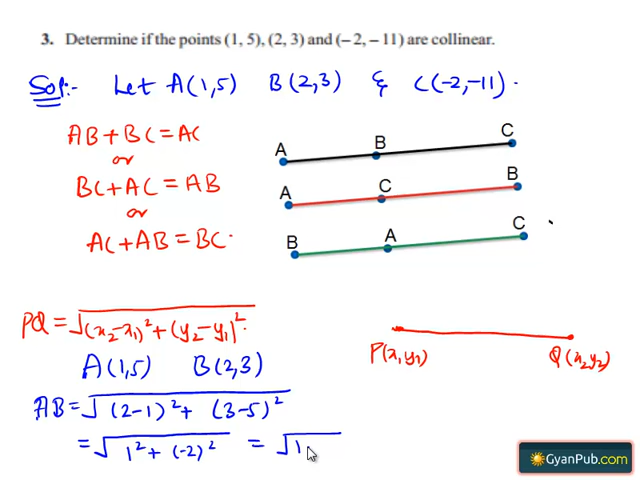 3. Determine if the points (1, 5), (2, 3) and (– 2, – 11) are collinear.
Sol:- Let A(1,5) B(2,3) & C(-2,-11).
AB+BC=AC
or
BC+AC=AB
or
AC+AB=BC.
A B C
A C B
B A C
PQ=√(x₂-x₁)²+(y₂-y₁)².
P(x,y₁) Q(x₂y₂)
A(1,5) B(2,3)
AB=√(2-1)²+(3-5)²
=√1²+(-2)² =√1
GyanPub.com